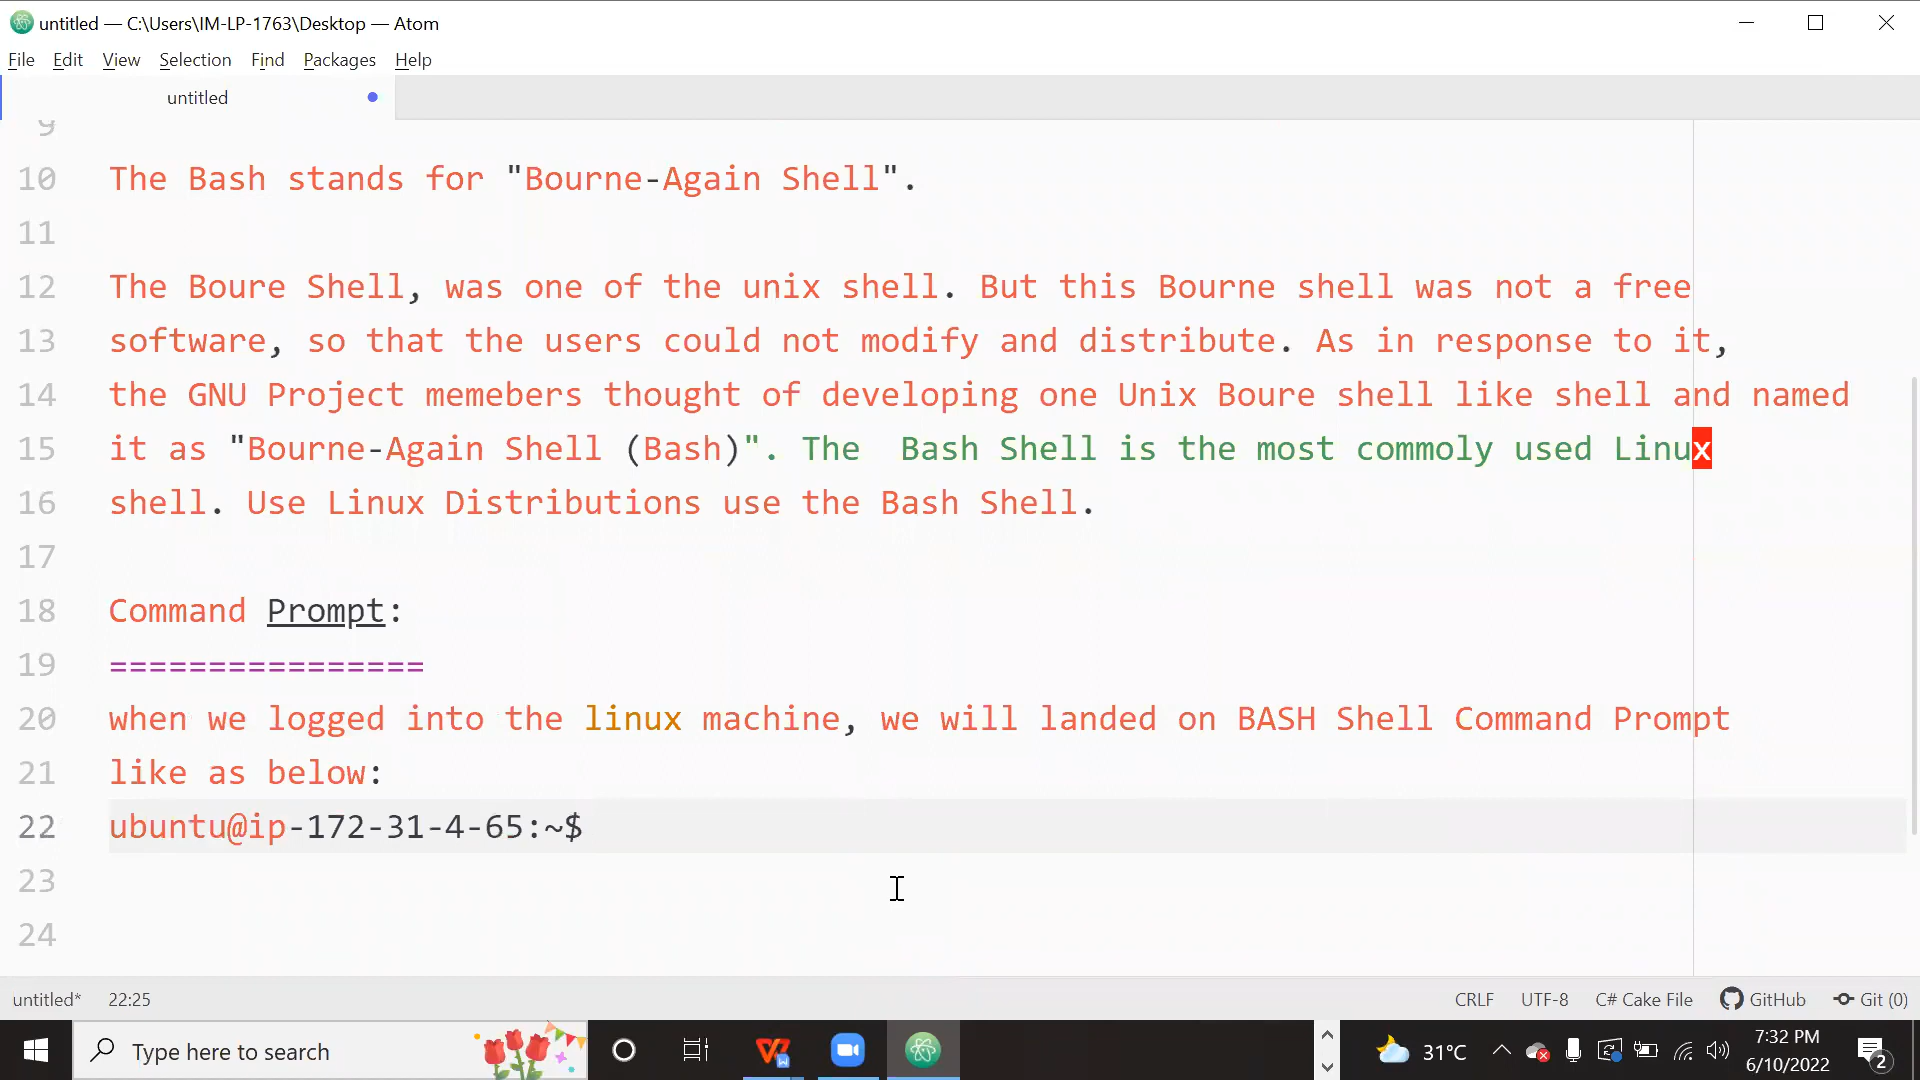 untitled — C:\Users\IM-LP-1763\Desktop — Atom
File Edit View Selection Find Packages Help
untitled
9
10 The Bash stands for "Bourne-Again Shell".
11
12 The Boure Shell, was one of the unix shell. But this Bourne shell was not a free
13 software, so that the users could not modify and distribute. As in response to it,
14 the GNU Project memebers thought of developing one Unix Boure shell like shell and named
15 it as "Bourne-Again Shell (Bash)". The  Bash Shell is the most commoly used Linux
16 shell. Use Linux Distributions use the Bash Shell.
17
18 Command Prompt:
19 ================
20 when we logged into the linux machine, we will landed on BASH Shell Command Prompt
21 like as below:
22 ubuntu@ip-172-31-4-65:~$
23
24
untitled* 22:25 CRLF UTF-8 C# Cake File GitHub Git (0)
Type here to search 31°C 7:32 PM
6/10/2022 2